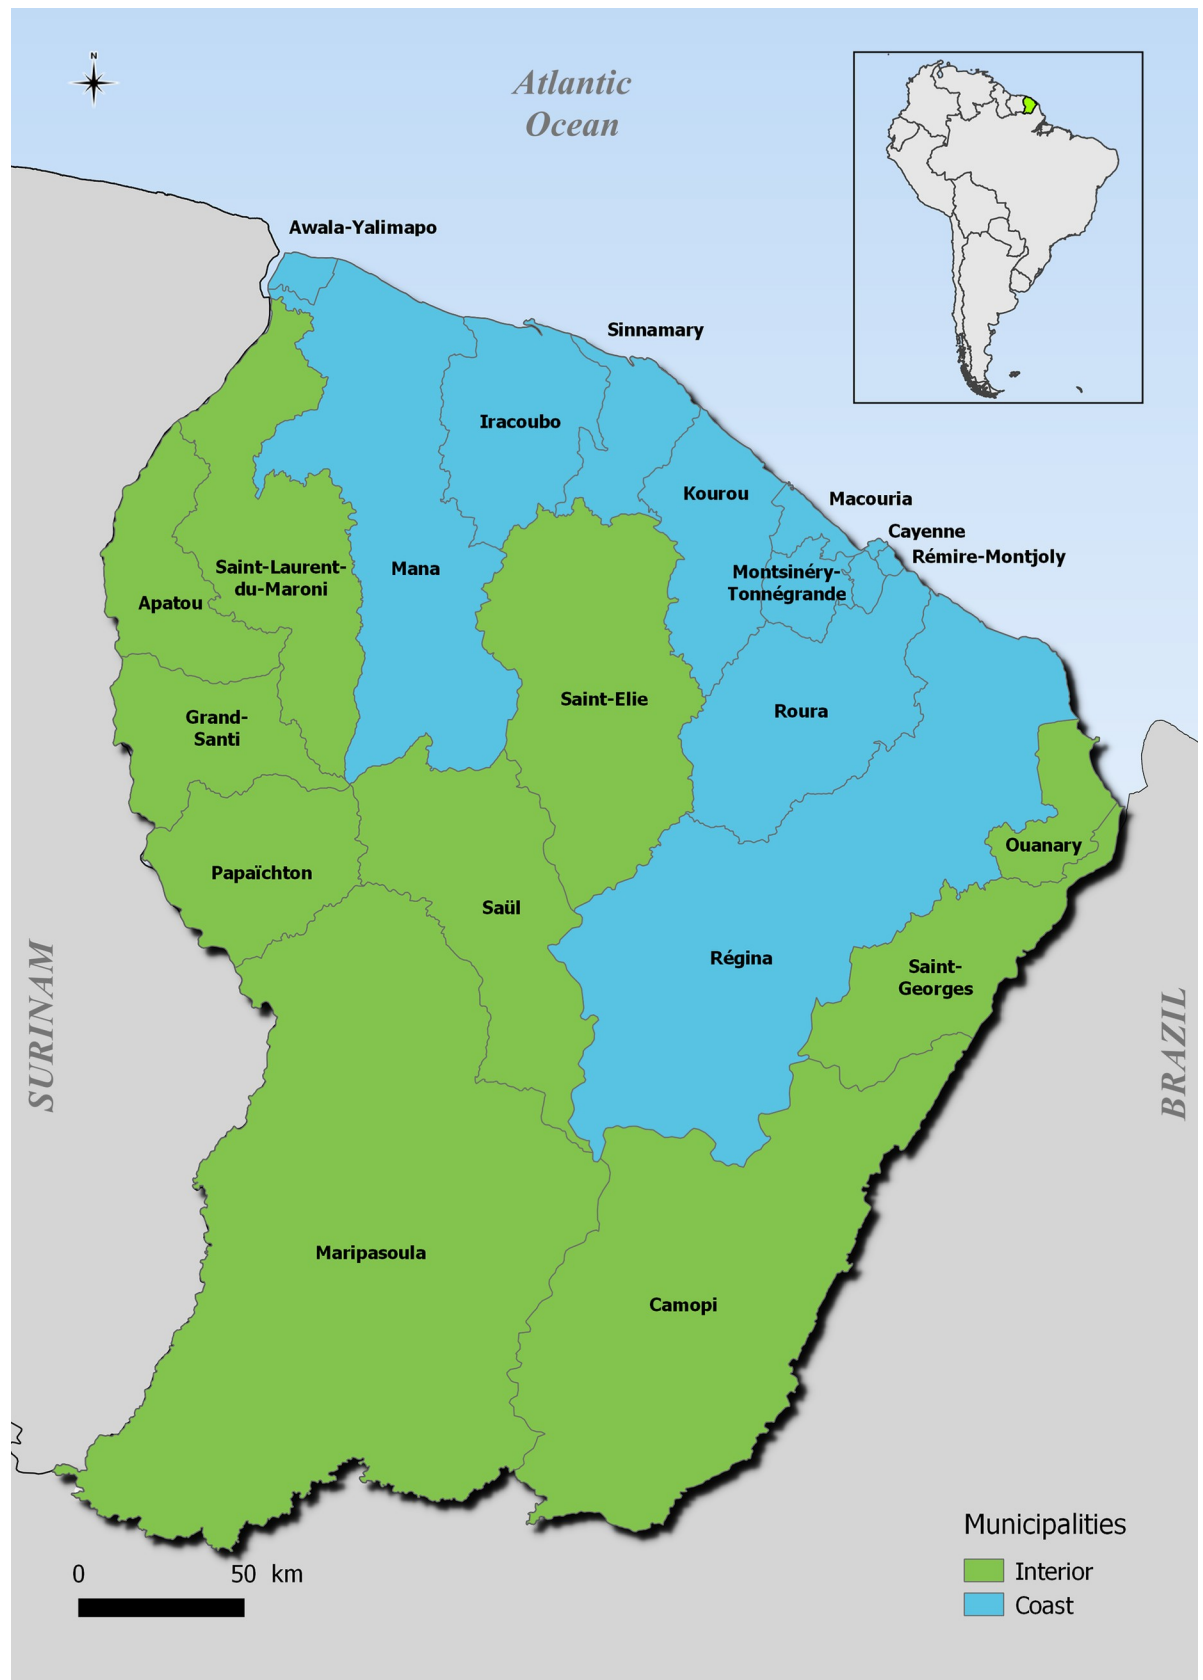 N
Atlantic
Ocean
Awala-Yalimapo
Sinnamary
Iracoubo
Kourou
Macouria
Cayenne
Rémire-Montjoly
Montsinéry-
Tonnégrande
Mana
Saint-Laurent-
du-Maroni
Apatou
Saint-Elie
Roura
Grand-
Santi
Ouanary
Papaïchton
Saül
Régina
Saint-
Georges
SURINAM
BRAZIL
Maripasoula
Camopi
Municipalities
Interior
Coast
0 50 km